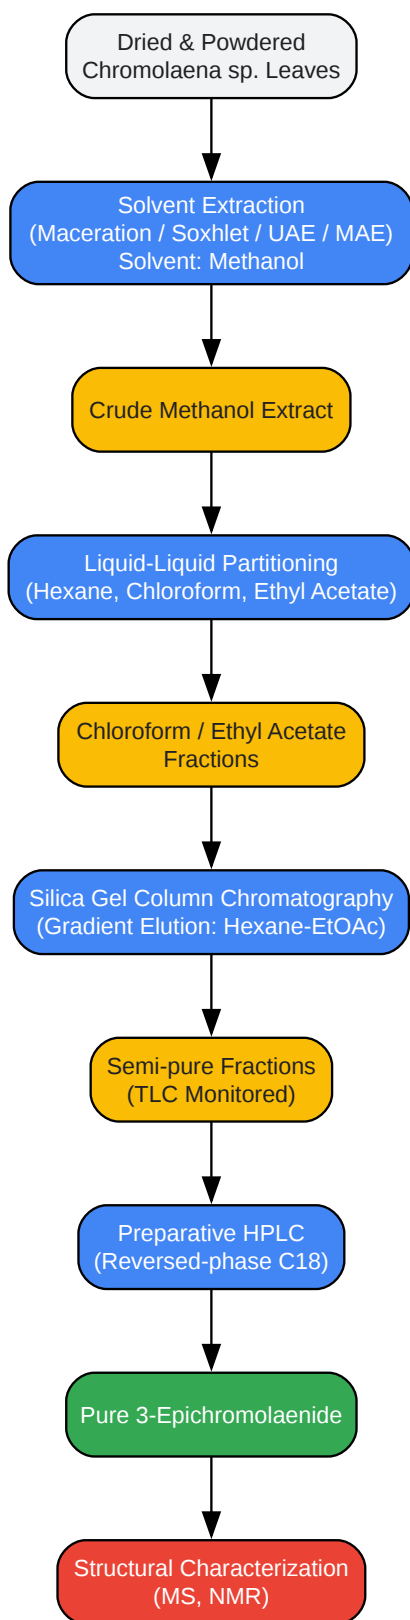 Dried & Powdered
Chromolaena sp. Leaves
Solvent Extraction
(Maceration / Soxhlet / UAE / MAE)
Solvent: Methanol
Crude Methanol Extract
Liquid-Liquid Partitioning
(Hexane, Chloroform, Ethyl Acetate)
Chloroform / Ethyl Acetate
Fractions
Silica Gel Column Chromatography
(Gradient Elution: Hexane-EtOAc)
Semi-pure Fractions
(TLC Monitored)
Preparative HPLC
(Reversed-phase C18)
Pure 3-Epichromolaenide
Structural Characterization
(MS, NMR)